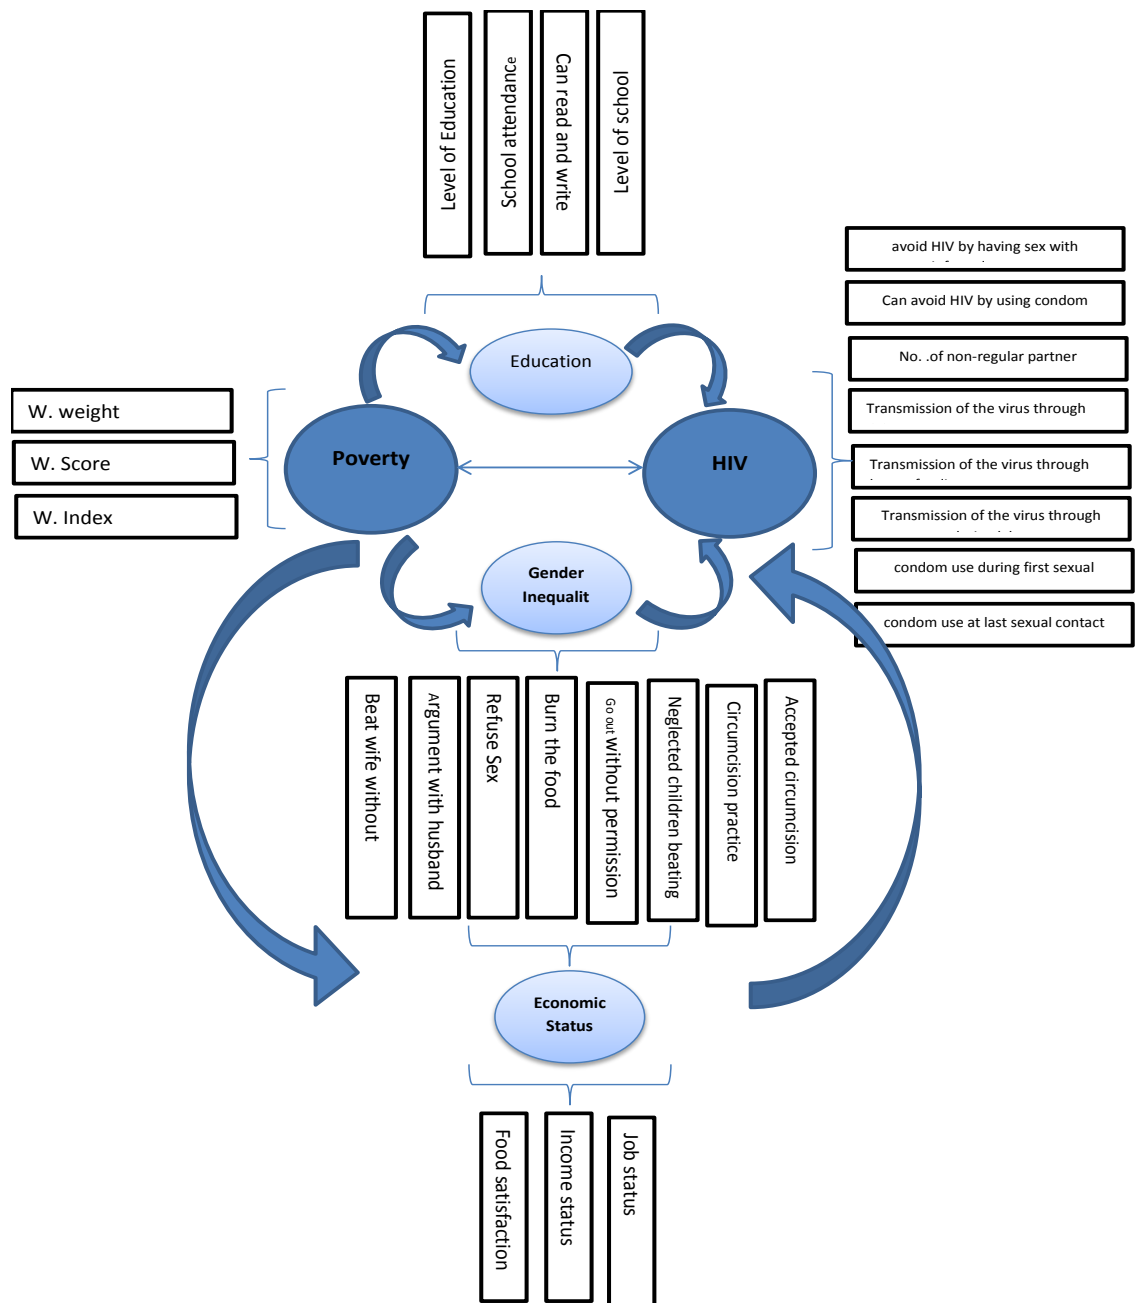 Level of Education
School attendance
Can read and write
Level of school
avoid HIV by having sex with
Can avoid HIV by using condom
No. .of non-regular partner
Transmission of the virus through
Transmission of the virus through
Transmission of the virus through
condom use during first sexual
condom use at last sexual contact
Education
W. weight
W. Score
W. Index
Poverty
HIV
Gender
Inequalit
Beat wife without
Argument with husband
Refuse Sex
Burn the food
Go out without permission
Neglected children beating
Circumcision practice
Accepted circumcision
Economic
Status
Food satisfaction
Income status
Job status